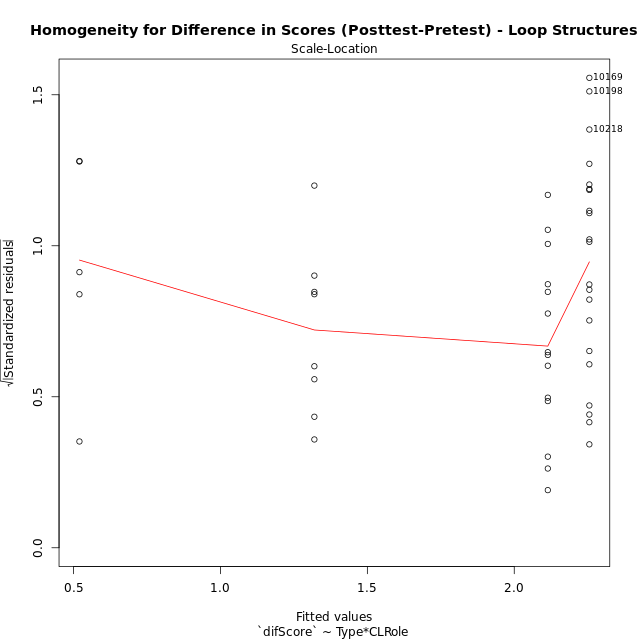 Homogeneity for Difference in Scores (Posttest-Pretest) - Loop Structures
Scale-Location
10169
10198
10218
1.5
1.0
0.5
0.0
√|Standardized residuals|
0.5 1.0 1.5 2.0
Fitted values
`difScore` ~ Type*CLRole